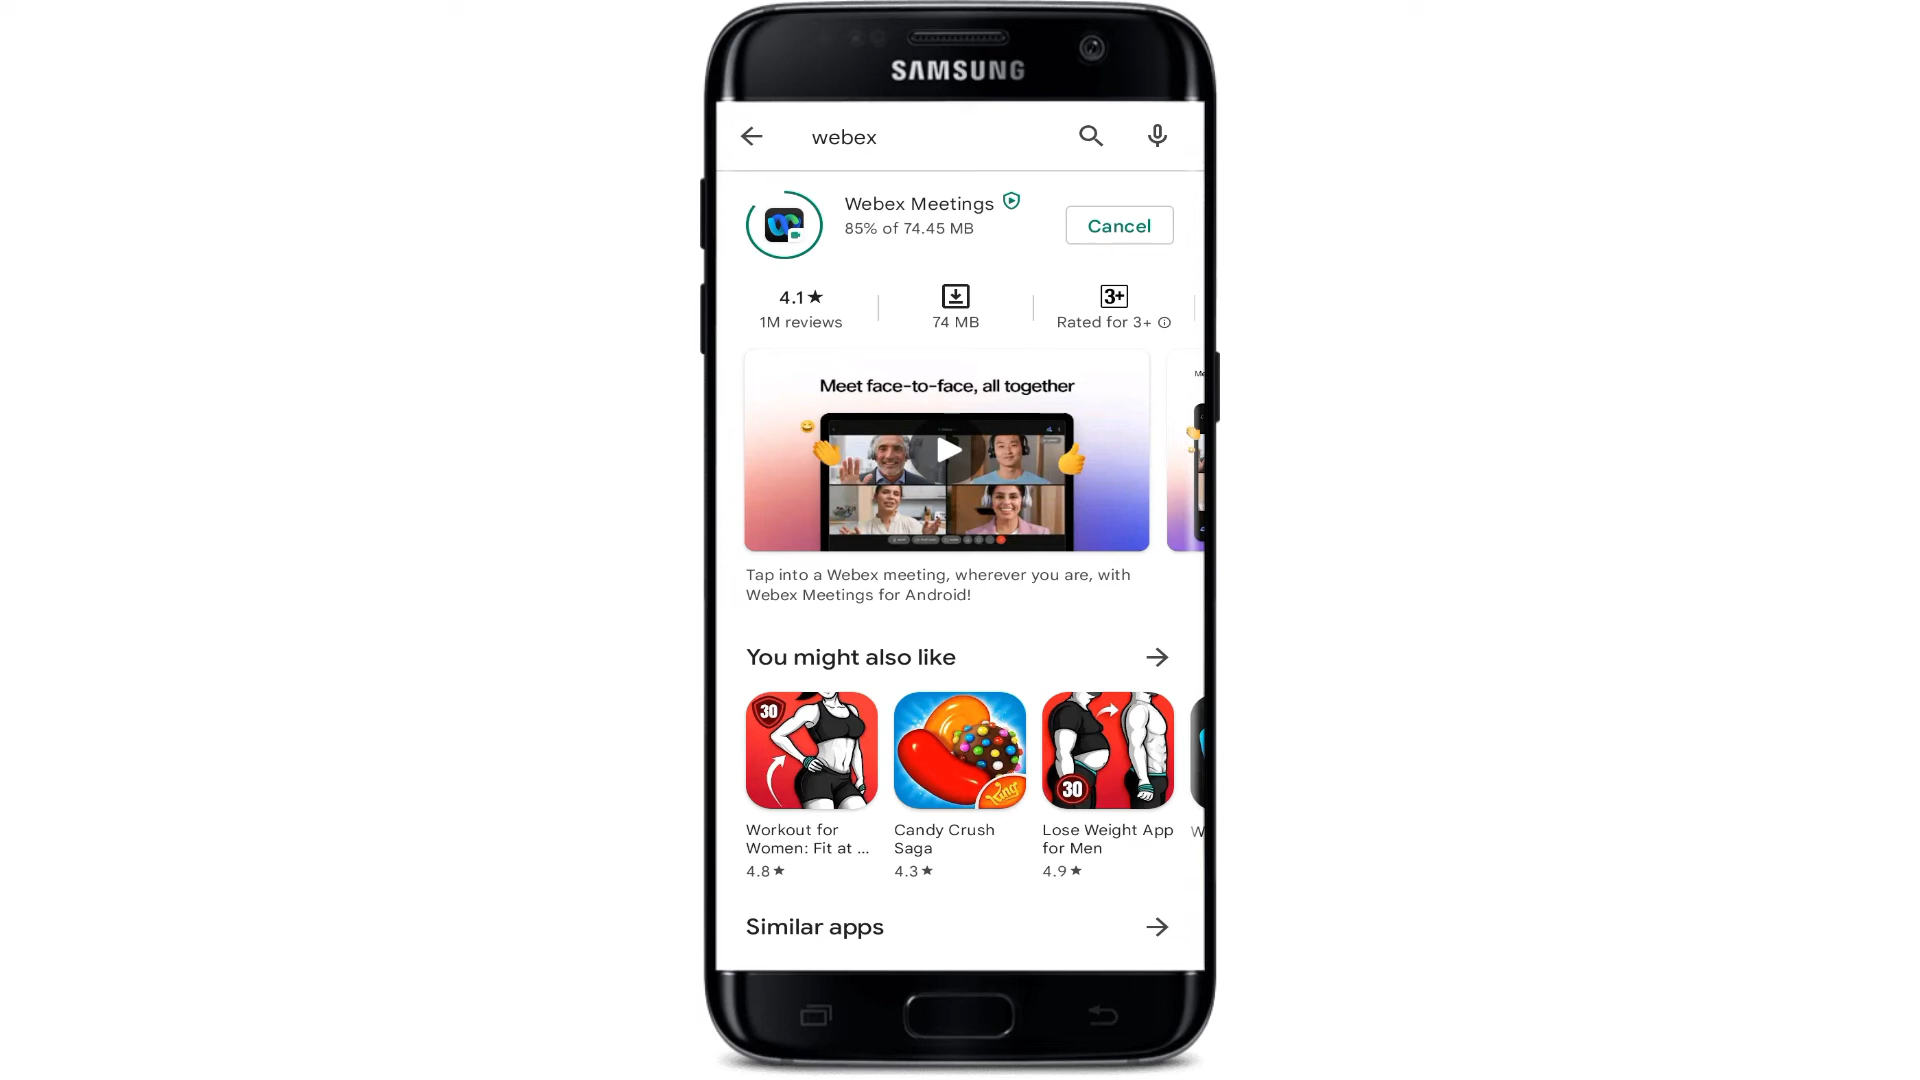 SAMSUNG
webex
Webex Meetings
85% of 74.45 MB
Cancel
4.1★
1M reviews
74 MB
3+
Rated for 3+
Meet face-to-face, all together
Tap into a Webex meeting, wherever you are, with
Webex Meetings for Android!
You might also like
30
King
30
Workout for
Women: Fit at ...
4.8★
Candy Crush
Saga
4.3★
Lose Weight App
for Men
4.9★
W
Similar apps